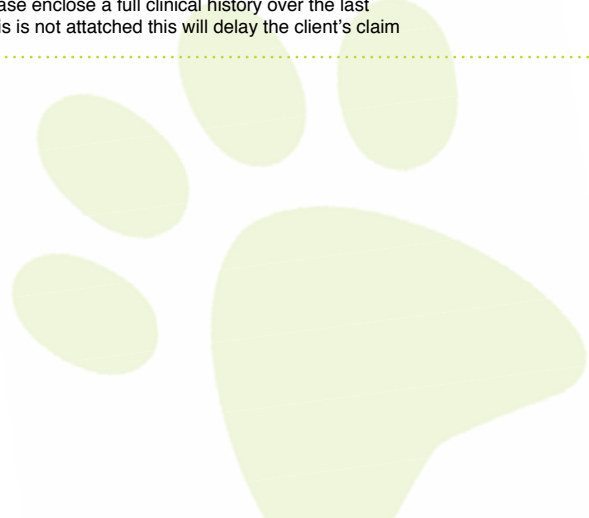 ase enclose a full clinical history over the last
is is not attatched this will delay the client's claim